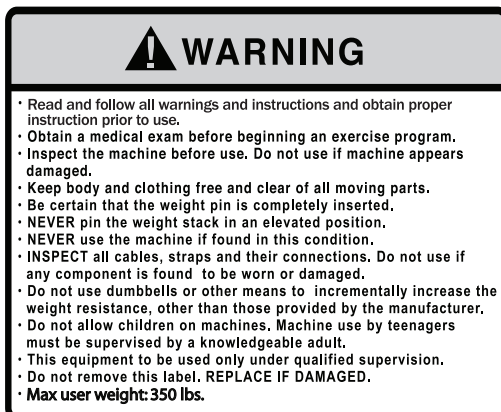 WARNING
· Read and follow all warnings and instructions and obtain proper
instruction prior to use.
· Obtain a medical exam before beginning an exercise program.
· Inspect the machine before use. Do not use if machine appears
damaged.
· Keep body and clothing free and clear of all moving parts.
· Be certain that the weight pin is completely inserted.
· NEVER pin the weight stack in an elevated position.
· NEVER use the machine if found in this condition.
· INSPECT all cables, straps and their connections. Do not use if
any component is found to be worn or damaged.
· Do not use dumbbells or other means to incrementally increase the
weight resistance, other than those provided by the manufacturer.
· Do not allow children on machines. Machine use by teenagers
must be supervised by a knowledgeable adult.
· This equipment to be used only under qualified supervision.
· Do not remove this label. REPLACE IF DAMAGED.
· Max user weight: 350 lbs.